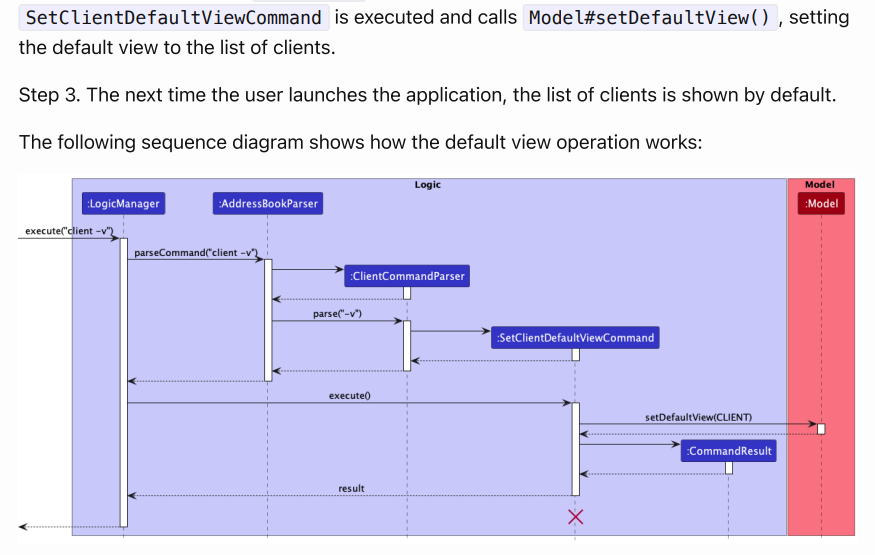 SetClientDefaultViewCommand is executed and calls Model#setDefaultView() , setting
the default view to the list of clients.
Step 3. The next time the user launches the application, the list of clients is shown by default.
The following sequence diagram shows how the default view operation works:
Logic
Model
:LogicManager
:AddressBookParser
:Model
execute("client -v")
parseCommand("client -v")
:ClientCommandParser
parse("-v")
:SetClientDefaultViewCommand
execute()
setDefaultView(CLIENT)
:CommandResult
result